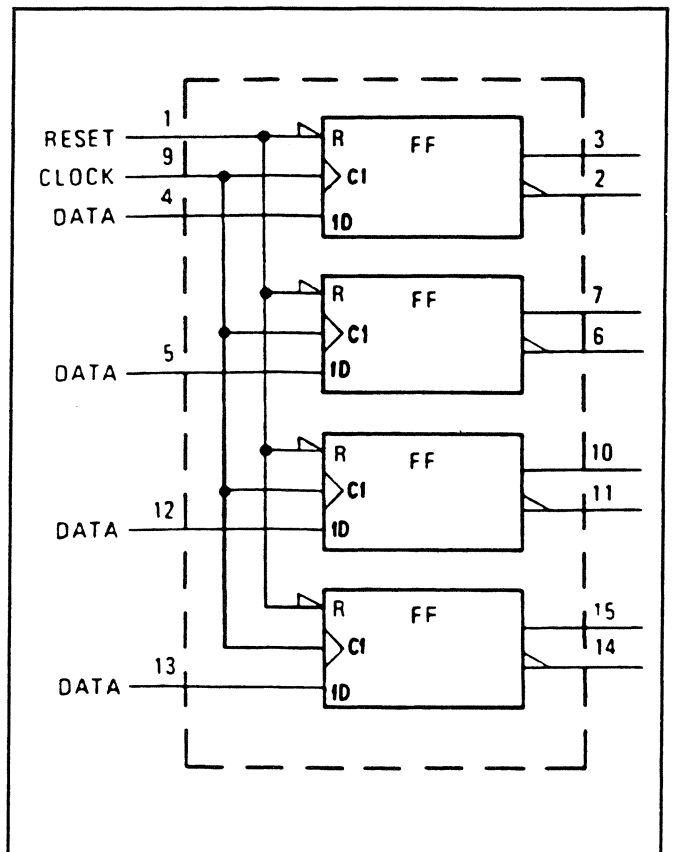 1
RESET
R
FF
3
9
CLOCK
C1
2
4
DATA
1D
R
FF
7
C1
6
5
DATA
1D
R
FF
10
C1
11
12
DATA
1D
R
FF
15
C1
14
13
DATA
1D